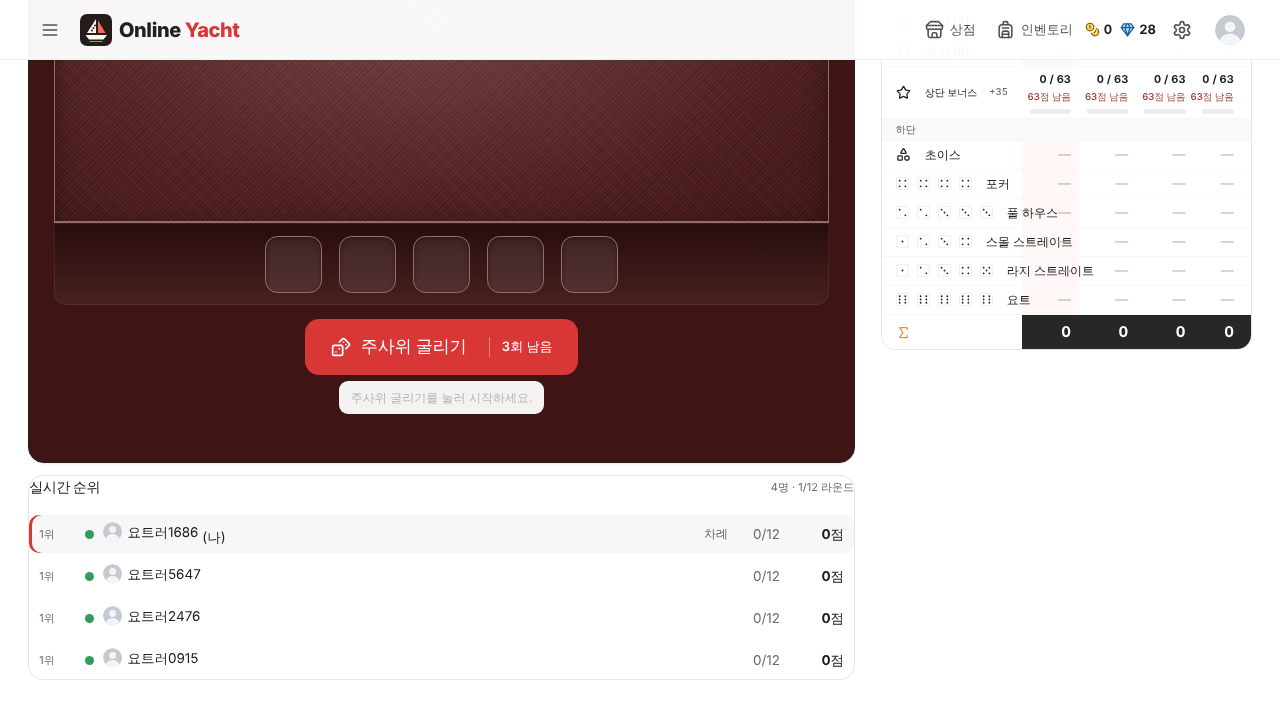 Online Yacht
상점
인벤토리
0
28
상단 보너스 +35
0 / 63 0 / 63 0 / 63 0 / 63
63점 남음 63점 남음 63점 남음 63점 남음
하단
초이스 — — — —
포커 — — — —
풀 하우스 — — — —
스몰 스트레이트 — — —
라지 스트레이트 — — —
요트 — — — —
Σ 0 0 0 0
주사위 굴리기 3회 남음
주사위 굴리기를 눌러 시작하세요.
실시간 순위 4명 · 1/12 라운드
1위 요트러1686 (나) 차례 0/12 0점
1위 요트러5647 0/12 0점
1위 요트러2476 0/12 0점
1위 요트러0915 0/12 0점